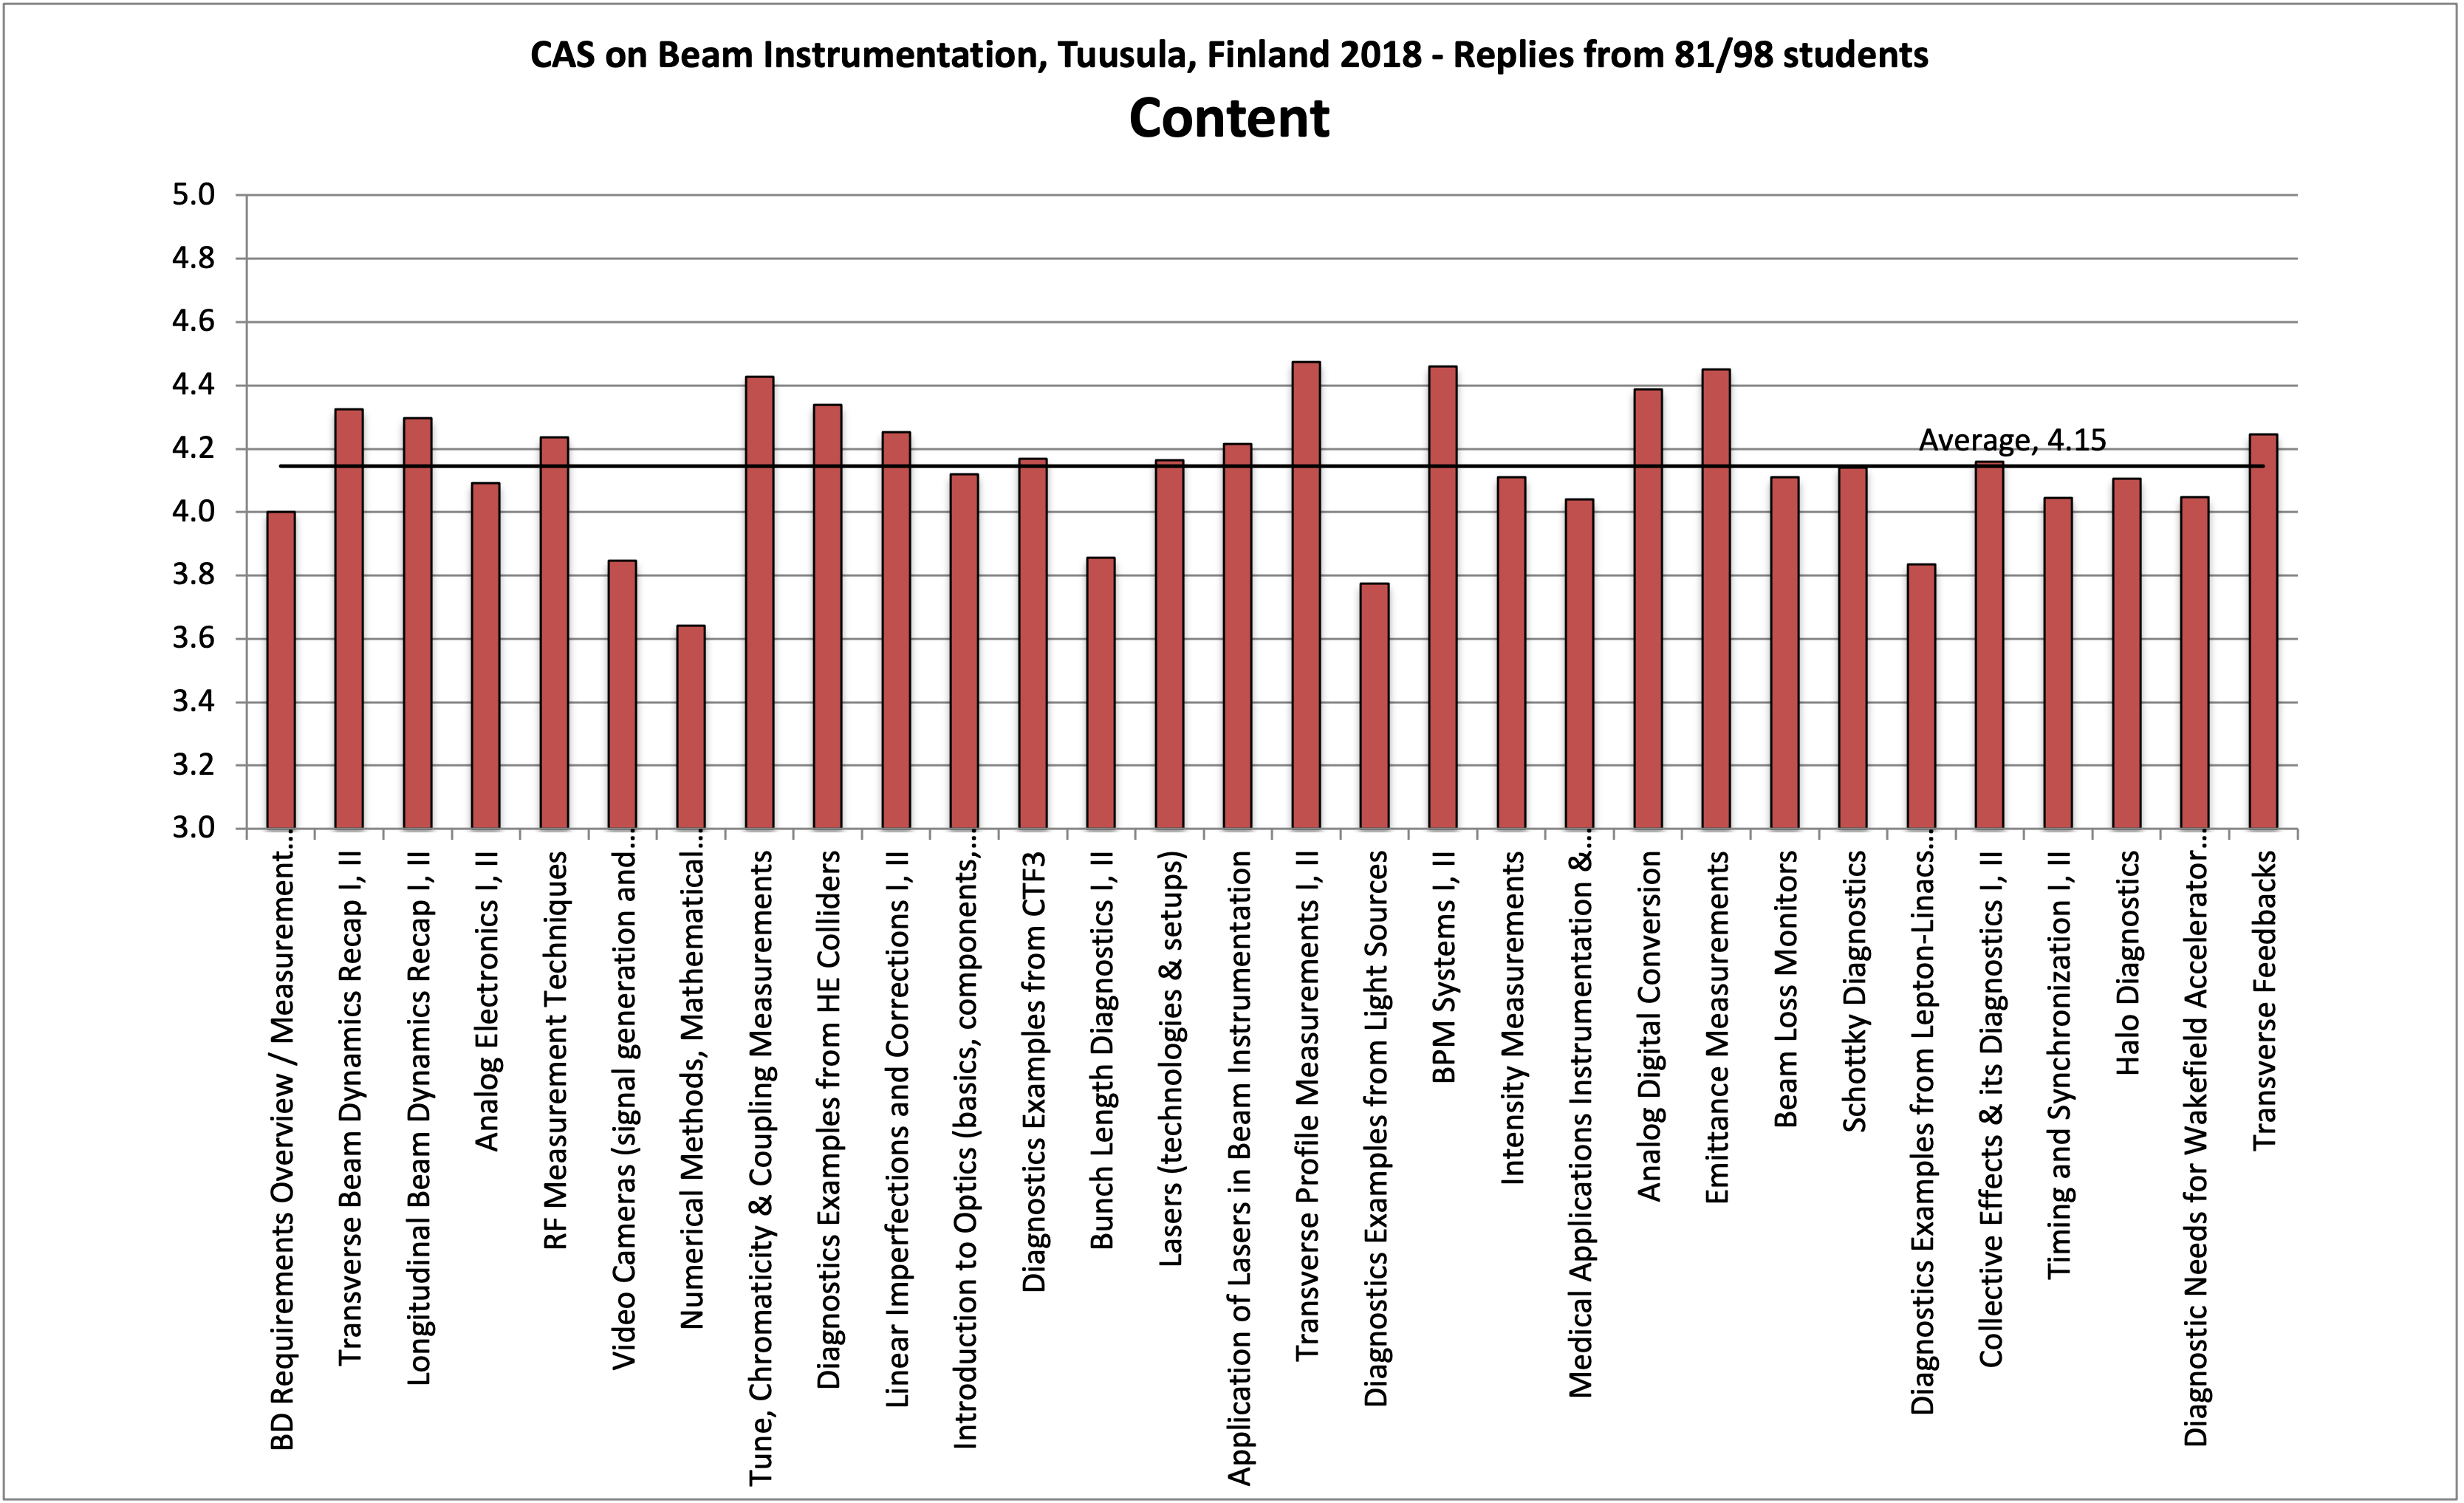 CAS on Beam Instrumentation, Tuusula, Finland 2018 - Replies from 81/98 students
Content
5.0
4.8
4.6
4.4
4.2
4.0
3.8
3.6
3.4
3.2
3.0
Average, 4.15
BD Requirements Overview / Measurement...
Transverse Beam Dynamics Recap I, II
Longitudinal Beam Dynamics Recap I, II
Analog Electronics I, II
RF Measurement Techniques
Video Cameras (signal generation and...
Numerical Methods, Mathematical...
Tune, Chromaticity & Coupling Measurements
Diagnostics Examples from HE Colliders
Linear Imperfections and Corrections I, II
Introduction to Optics (basics, components,...
Diagnostics Examples from CTF3
Bunch Length Diagnostics I, II
Lasers (technologies & setups)
Application of Lasers in Beam Instrumentation
Transverse Profile Measurements I, II
Diagnostics Examples from Light Sources
BPM Systems I, II
Intensity Measurements
Medical Applications Instrumentation &...
Analog Digital Conversion
Emittance Measurements
Beam Loss Monitors
Schottky Diagnostics
Diagnostics Examples from Lepton-Linacs...
Collective Effects & its Diagnostics I, II
Timing and Synchronization I, II
Halo Diagnostics
Diagnostic Needs for Wakefield Accelerator...
Transverse Feedbacks